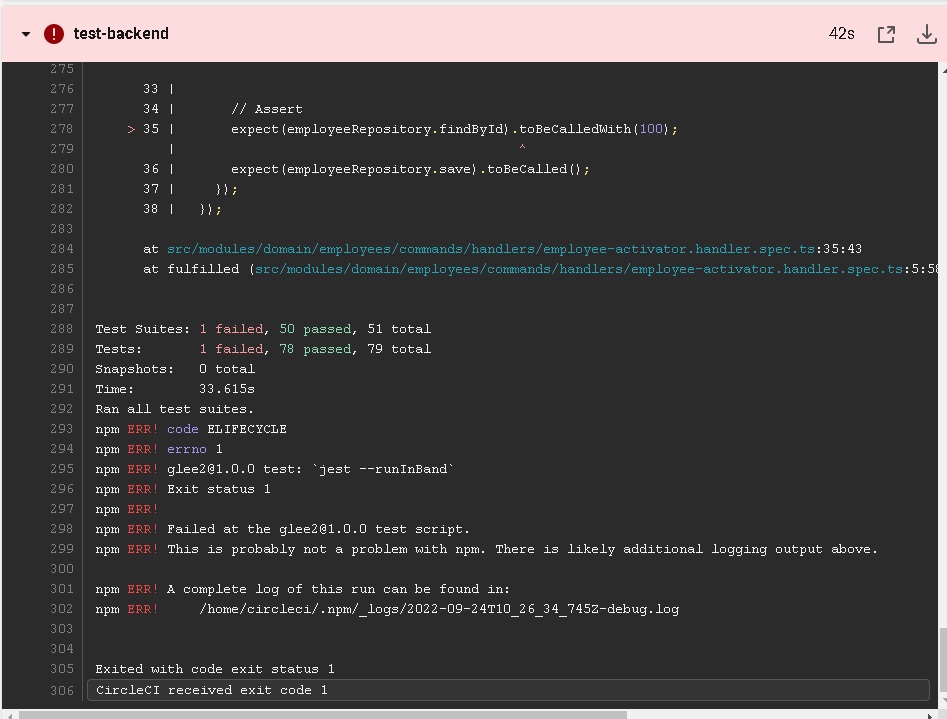 test-backend 42s
275
276 33 |
277 34 | // Assert
278 > 35 | expect(employeeRepository.findById).toBeCalledWith(100);
279 | ^
280 36 | expect(employeeRepository.save).toBeCalled();
281 37 | });
282 38 | });
283
284 at src/modules/domain/employees/commands/handlers/employee-activator.handler.spec.ts:35:43
285 at fulfilled (src/modules/domain/employees/commands/handlers/employee-activator.handler.spec.ts:5:58
286
287
288 Test Suites: 1 failed, 50 passed, 51 total
289 Tests: 1 failed, 78 passed, 79 total
290 Snapshots: 0 total
291 Time: 33.615s
292 Ran all test suites.
293 npm ERR! code ELIFECYCLE
294 npm ERR! errno 1
295 npm ERR! glee2@1.0.0 test: `jest --runInBand`
296 npm ERR! Exit status 1
297 npm ERR!
298 npm ERR! Failed at the glee2@1.0.0 test script.
299 npm ERR! This is probably not a problem with npm. There is likely additional logging output above.
300
301 npm ERR! A complete log of this run can be found in:
302 npm ERR! /home/circleci/.npm/_logs/2022-09-24T10_26_34_745Z-debug.log
303
304
305 Exited with code exit status 1
306 CircleCI received exit code 1